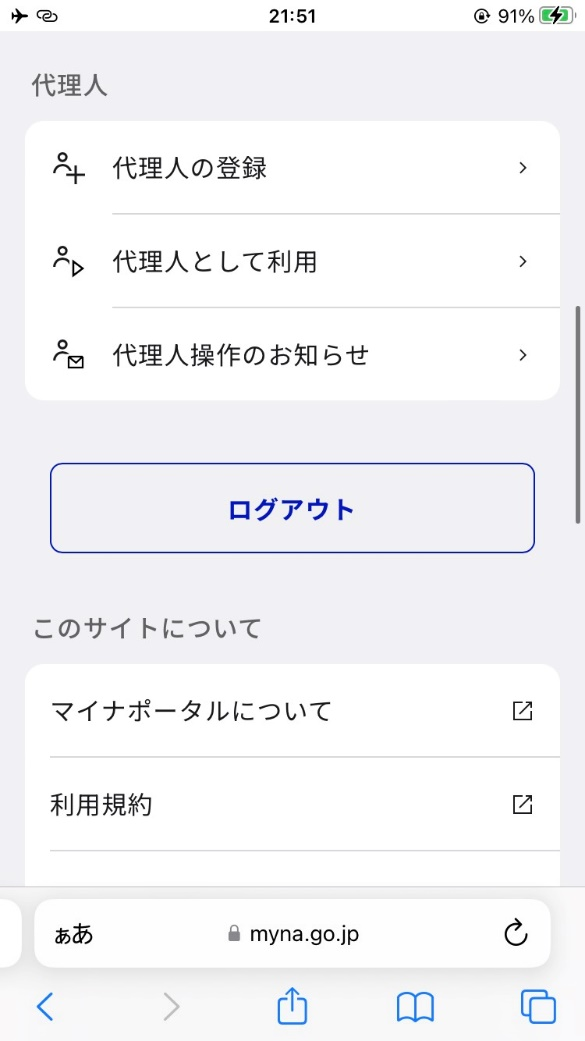 21:51
91%
代理人
代理人の登録
代理人として利用
代理人操作のお知らせ
ログアウト
このサイトについて
マイナポータルについて
利用規約
ぁあ
myna.go.jp